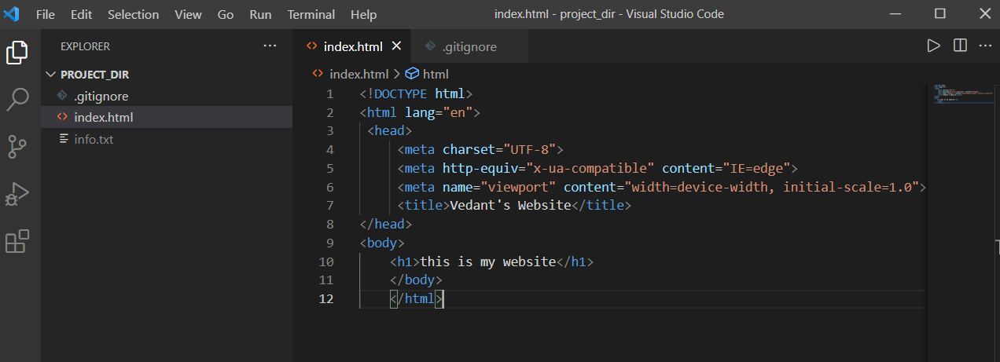 File Edit Selection View Go Run Terminal Help index.html - project_dir - Visual Studio Code
EXPLORER
PROJECT_DIR
.gitignore
index.html
info.txt
index.html .gitignore
index.html > html
1 <!DOCTYPE html>
2 <html lang="en">
3 <head>
4 <meta charset="UTF-8">
5 <meta http-equiv="x-ua-compatible" content="IE=edge">
6 <meta name="viewport" content="width=device-width, initial-scale=1.0">
7 <title>Vedant's Website</title>
8 </head>
9 <body>
10 <h1>this is my website</h1>
11 </body>
12 </html>